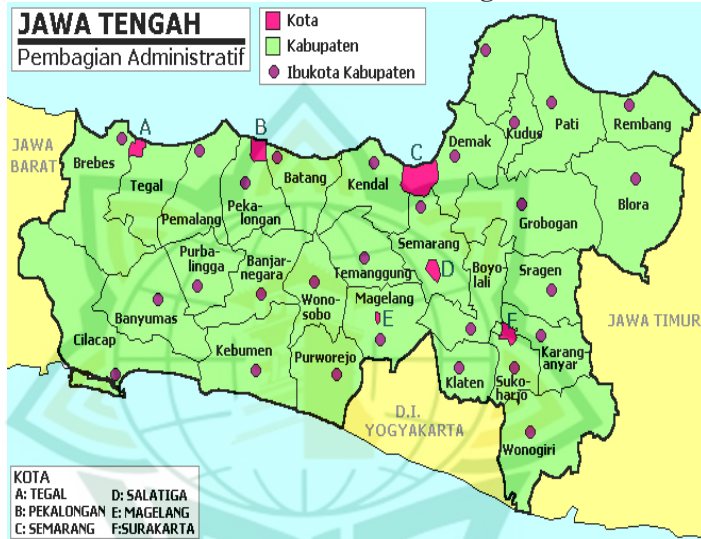 JAWA TENGAH
Pembagian Administratif
Kota
Kabupaten
Ibukota Kabupaten
JAWA
BARAT
A
B
C
Brebes
Tegal
Pemalang
Peka-
longan
Batang
Kendal
Demak
Kudus
Pati
Rembang
Blora
Grobogan
Semarang
D
Boyo-
lali
Sragen
Purba-
lingga
Banjar-
negara
Temanggung
Wono-
sobo
Magelang
E
F
JAWA TIMUR
Banyumas
Cilacap
Kebumen
Purworejo
Klaten
Suko-
harjo
Karang-
anyar
D.I.
YOGYAKARTA
Wonogiri
KOTA
A: TEGAL D: SALATIGA
B: PEKALONGAN E: MAGELANG
C: SEMARANG F:SURAKARTA